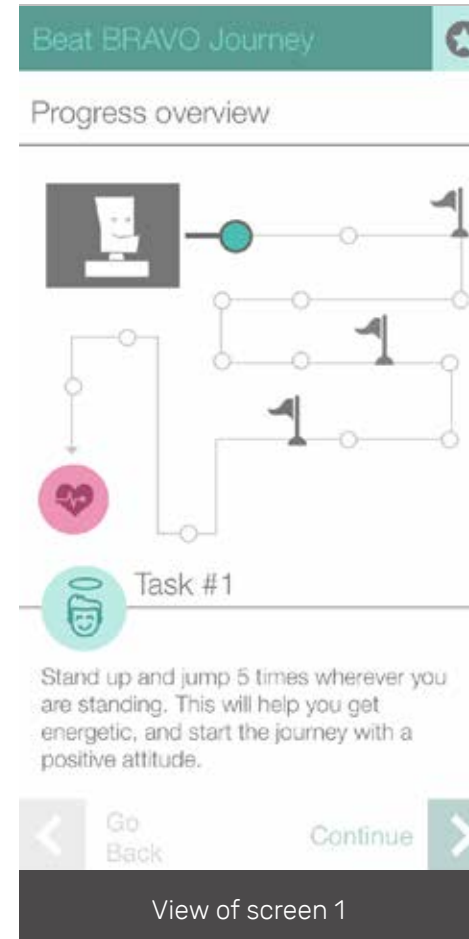 Beat BRAVO Journey
Progress overview
Task #1
Stand up and jump 5 times wherever you
are standing. This will help you get
energetic, and start the journey with a
positive attitude.
Go
Back
Continue
View of screen 1